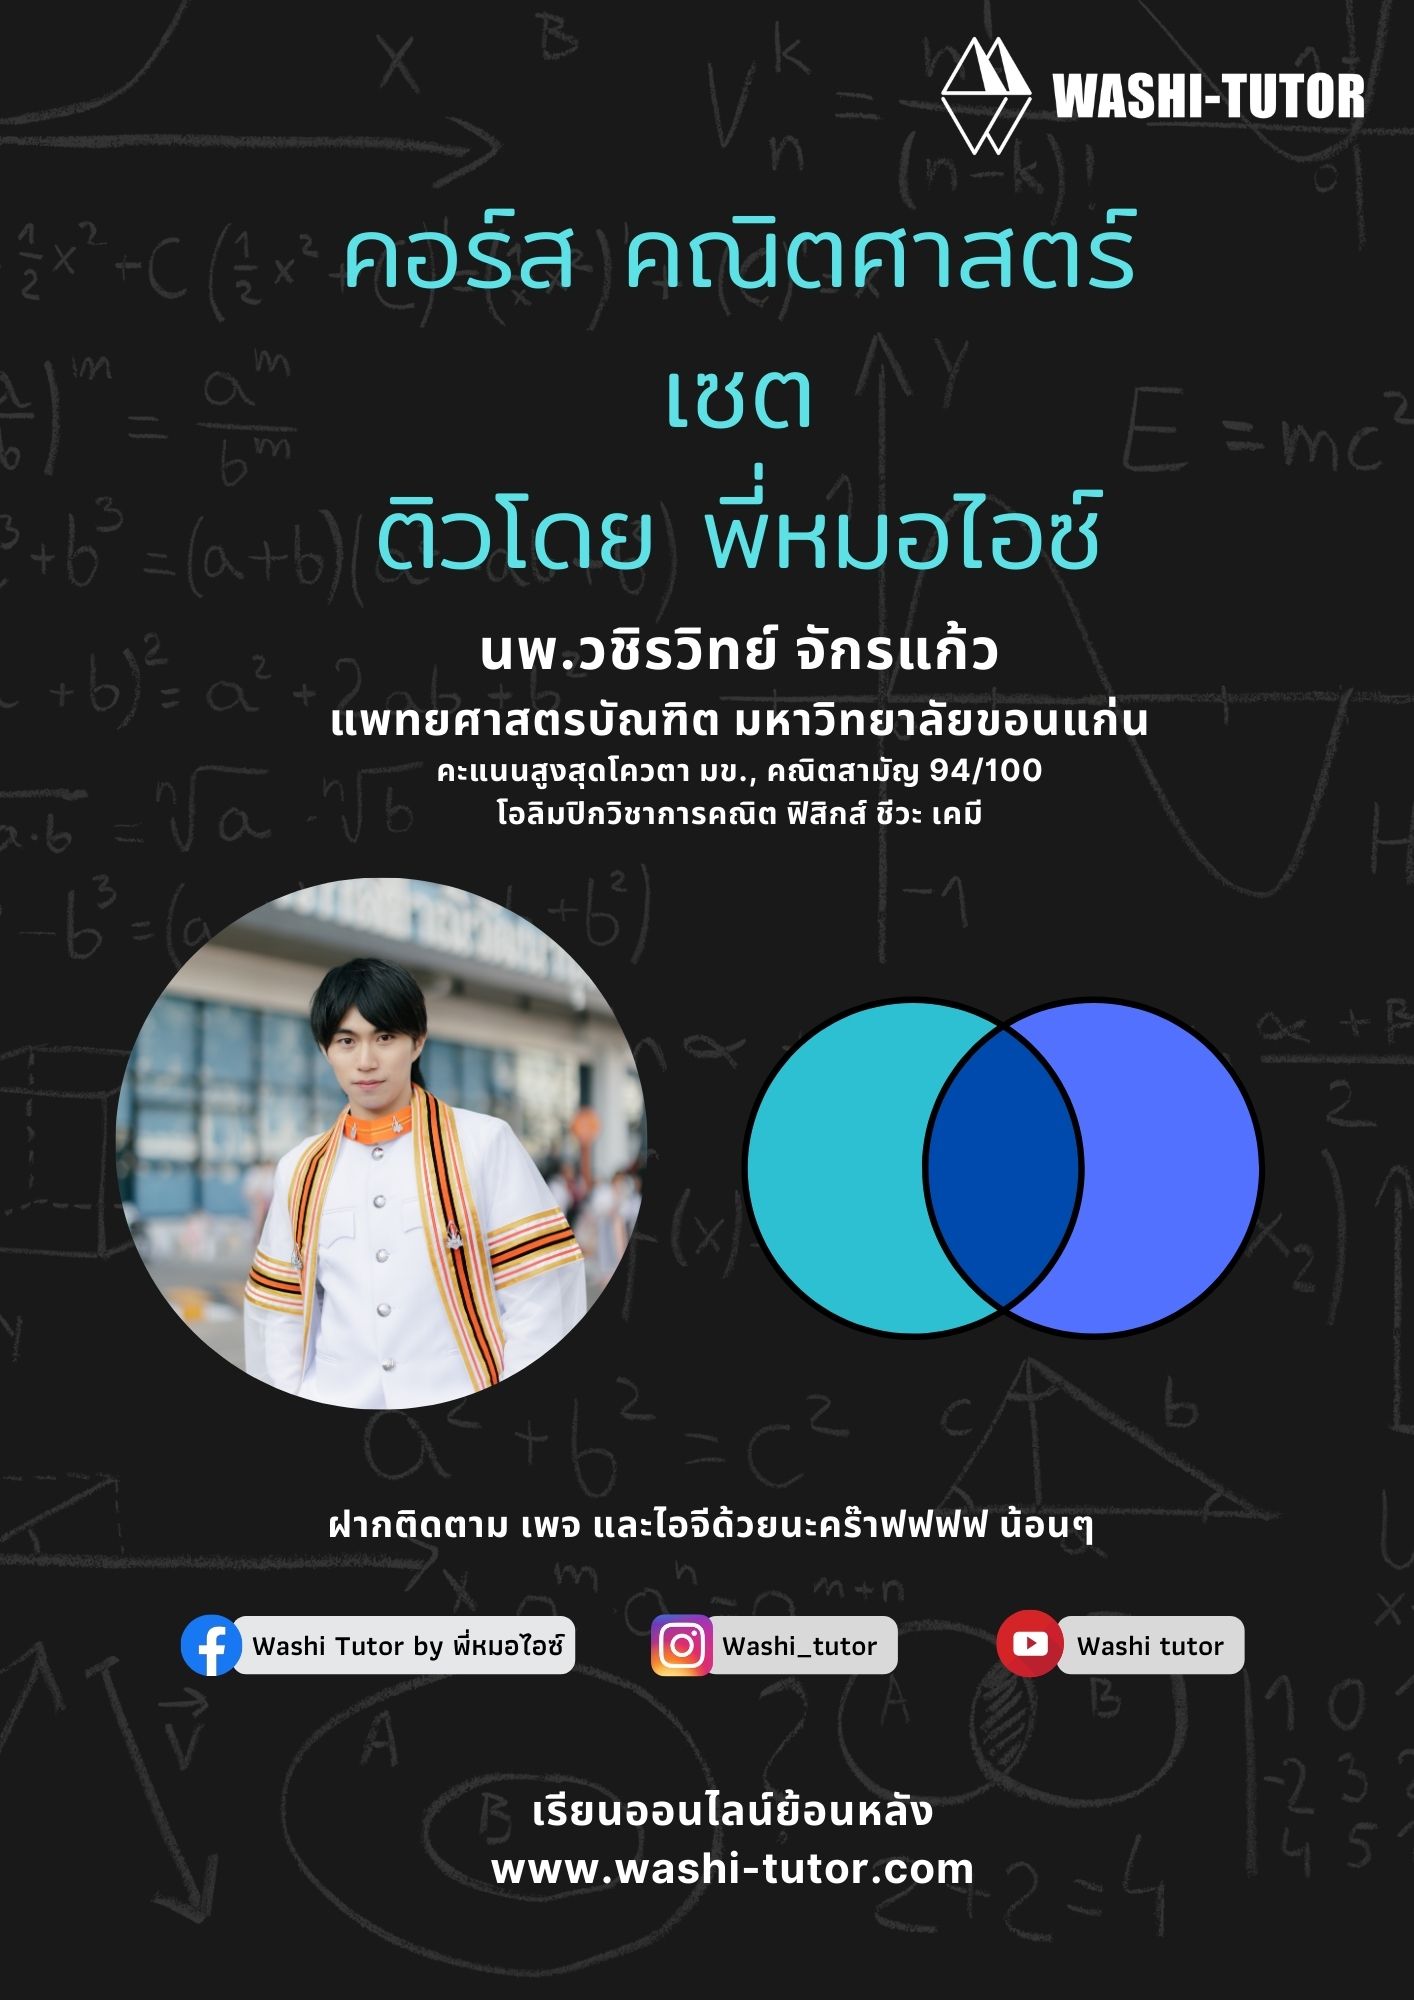 WASHI-TUTOR
คอร์ส คณิตศาสตร์
เซต
ติวโดย พี่หมอไอซ์
นพ.วชิรวิทย์ จักรแก้ว
แพทยศาสตรบัณฑิต มหาวิทยาลัยขอนแก่น
คะแนนสูงสุดโควตา มข., คณิตสามัญ 94/100
โอลิมปิกวิชาการคณิต ฟิสิกส์ ชีวะ เคมี
E = mc²
a² + b² = c²
ฝากติดตาม เพจ และไอจีด้วยนะคร๊าฟฟฟฟ น้อนๆ
Washi Tutor by พี่หมอไอซ์
Washi_tutor
Washi tutor
เรียนออนไลน์ย้อนหลัง
www.washi-tutor.com
2+2=4